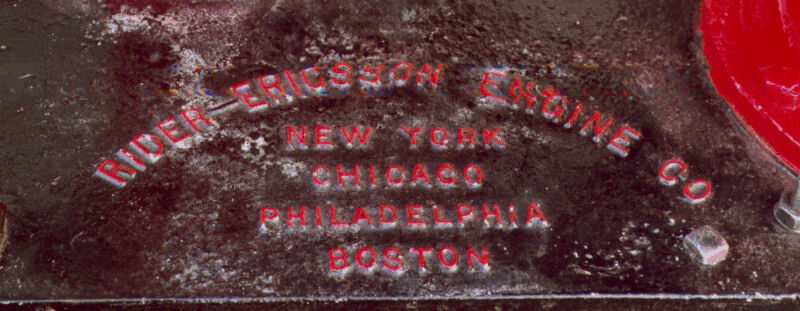 RIDER-ERICSSON ENGINE CO
NEW YORK
CHICAGO
PHILADELPHIA
BOSTON